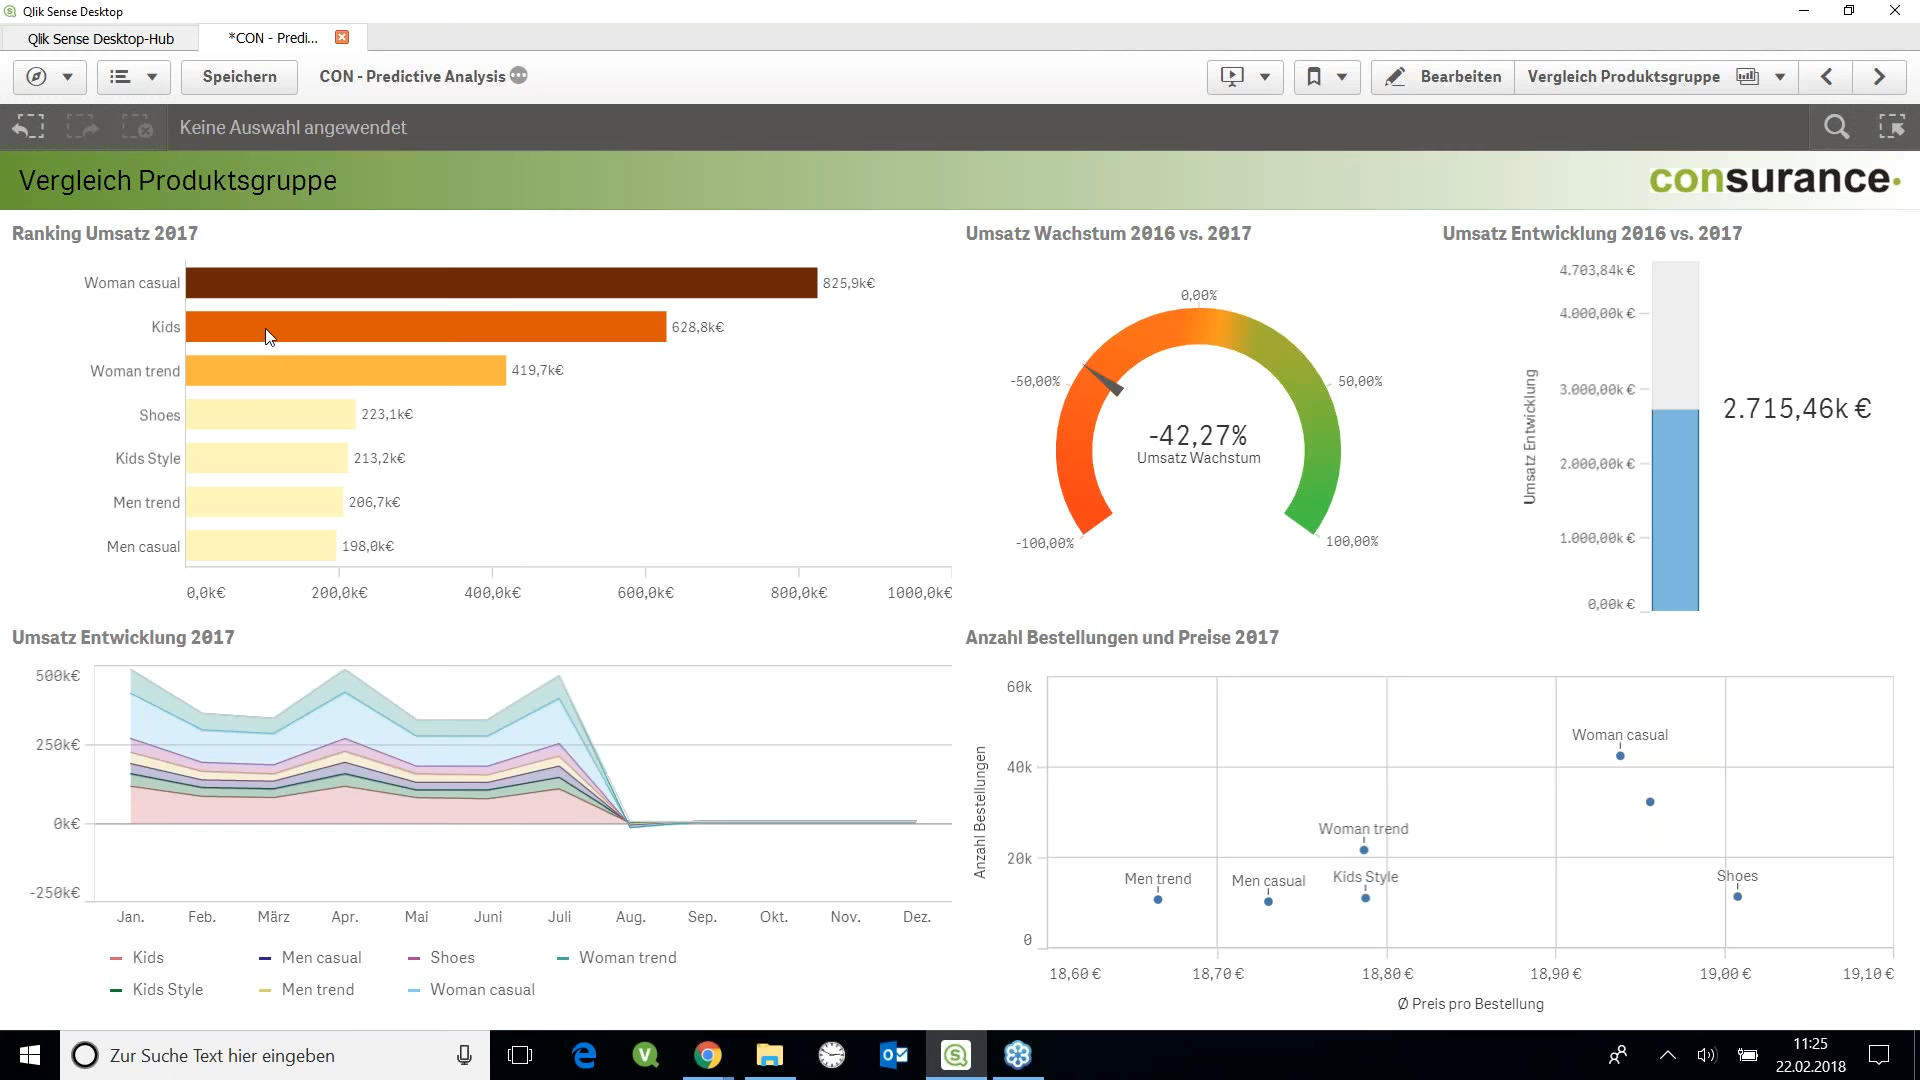 Qlik Sense Desktop
Qlik Sense Desktop-Hub
*CON - Predi...
Speichern
CON - Predictive Analysis
Bearbeiten
Vergleich Produktsgruppe
Keine Auswahl angewendet
Vergleich Produktsgruppe
consurance
Ranking Umsatz 2017
Woman casual
825,9k€
Kids
628,8k€
Woman trend
419,7k€
Shoes
223,1k€
Kids Style
213,2k€
Men trend
206,7k€
Men casual
198,0k€
0,0k€
200,0k€
400,0k€
600,0k€
800,0k€
1000,0k€
Umsatz Wachstum 2016 vs. 2017
0,00%
-50,00%
50,00%
-42,27%
Umsatz Wachstum
-100,00%
100,00%
Umsatz Entwicklung 2016 vs. 2017
4.703,84k €
4.000,00k €
3.000,00k €
2.000,00k €
1.000,00k €
0,00k €
Umsatz Entwicklung
2.715,46k €
Umsatz Entwicklung 2017
500k€
250k€
0k€
-250k€
Jan.
Feb.
März
Apr.
Mai
Juni
Juli
Aug.
Sep.
Okt.
Nov.
Dez.
Kids
Men casual
Shoes
Woman trend
Kids Style
Men trend
Woman casual
Anzahl Bestellungen und Preise 2017
60k
40k
20k
0
Anzahl Bestellungen
Woman casual
Woman trend
Men trend
Men casual
Kids Style
Shoes
18,60 €
18,70 €
18,80 €
18,90 €
19,00 €
19,10 €
Ø Preis pro Bestellung
Zur Suche Text hier eingeben
11:25
22.02.2018